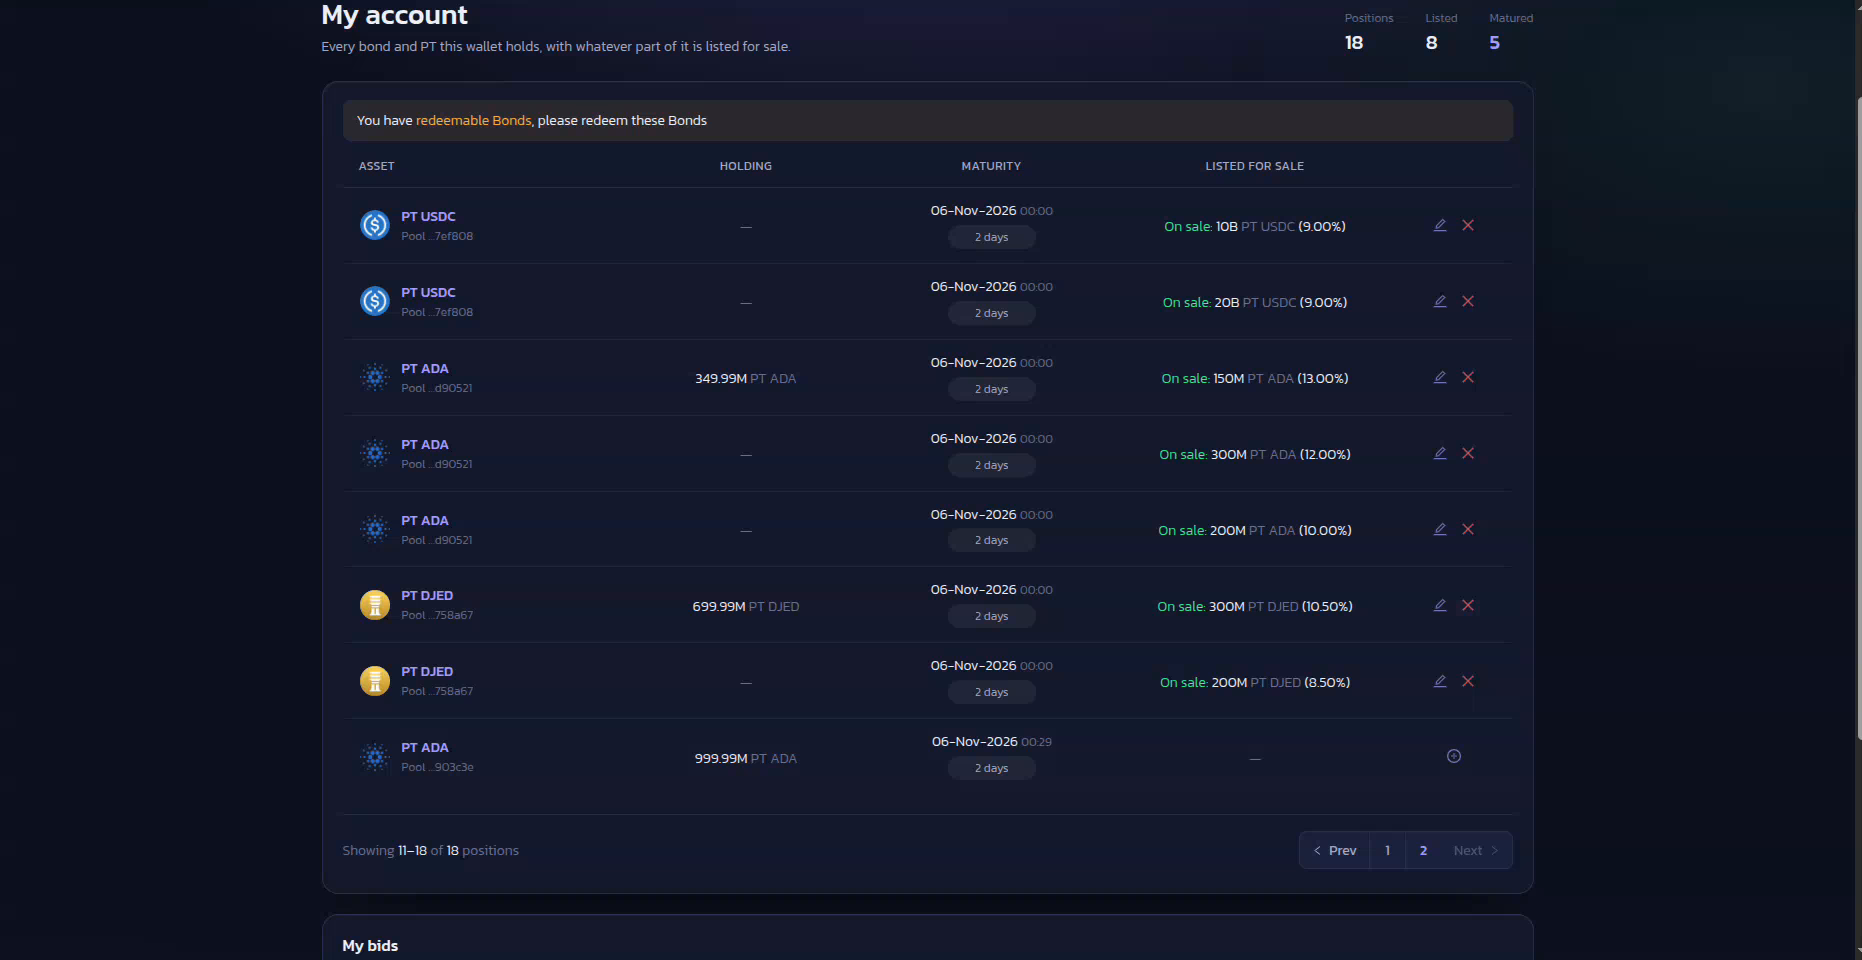 My account
Every bond and PT this wallet holds, with whatever part of it is listed for sale.
Positions Listed Matured
18 8 5
You have redeemable Bonds, please redeem these Bonds
ASSET HOLDING MATURITY LISTED FOR SALE
PT USDC
Pool ...7ef808
—
06-Nov-2026 00:00
2 days
On sale: 10B PT USDC (9.00%)
PT USDC
Pool ...7ef808
—
06-Nov-2026 00:00
2 days
On sale: 20B PT USDC (9.00%)
PT ADA
Pool ...d90521
349.99M PT ADA
06-Nov-2026 00:00
2 days
On sale: 150M PT ADA (13.00%)
PT ADA
Pool ...d90521
—
06-Nov-2026 00:00
2 days
On sale: 300M PT ADA (12.00%)
PT ADA
Pool ...d90521
—
06-Nov-2026 00:00
2 days
On sale: 200M PT ADA (10.00%)
PT DJED
Pool ...758a67
699.99M PT DJED
06-Nov-2026 00:00
2 days
On sale: 300M PT DJED (10.50%)
PT DJED
Pool ...758a67
—
06-Nov-2026 00:00
2 days
On sale: 200M PT DJED (8.50%)
PT ADA
Pool ...903c3e
999.99M PT ADA
06-Nov-2026 00:29
2 days
—
Showing 11–18 of 18 positions
< Prev 1 2 Next >
My bids